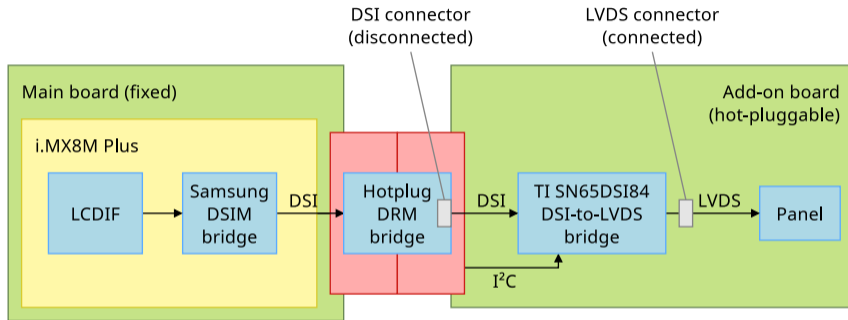 DSI connector
(disconnected)
LVDS connector
(connected)
Main board (fixed)
Add-on board
(hot-pluggable)
i.MX8M Plus
LCDIF
Samsung
DSIM
bridge
DSI
Hotplug
DRM
bridge
DSI
TI SN65DSI84
DSI-to-LVDS
bridge
LVDS
Panel
I²C